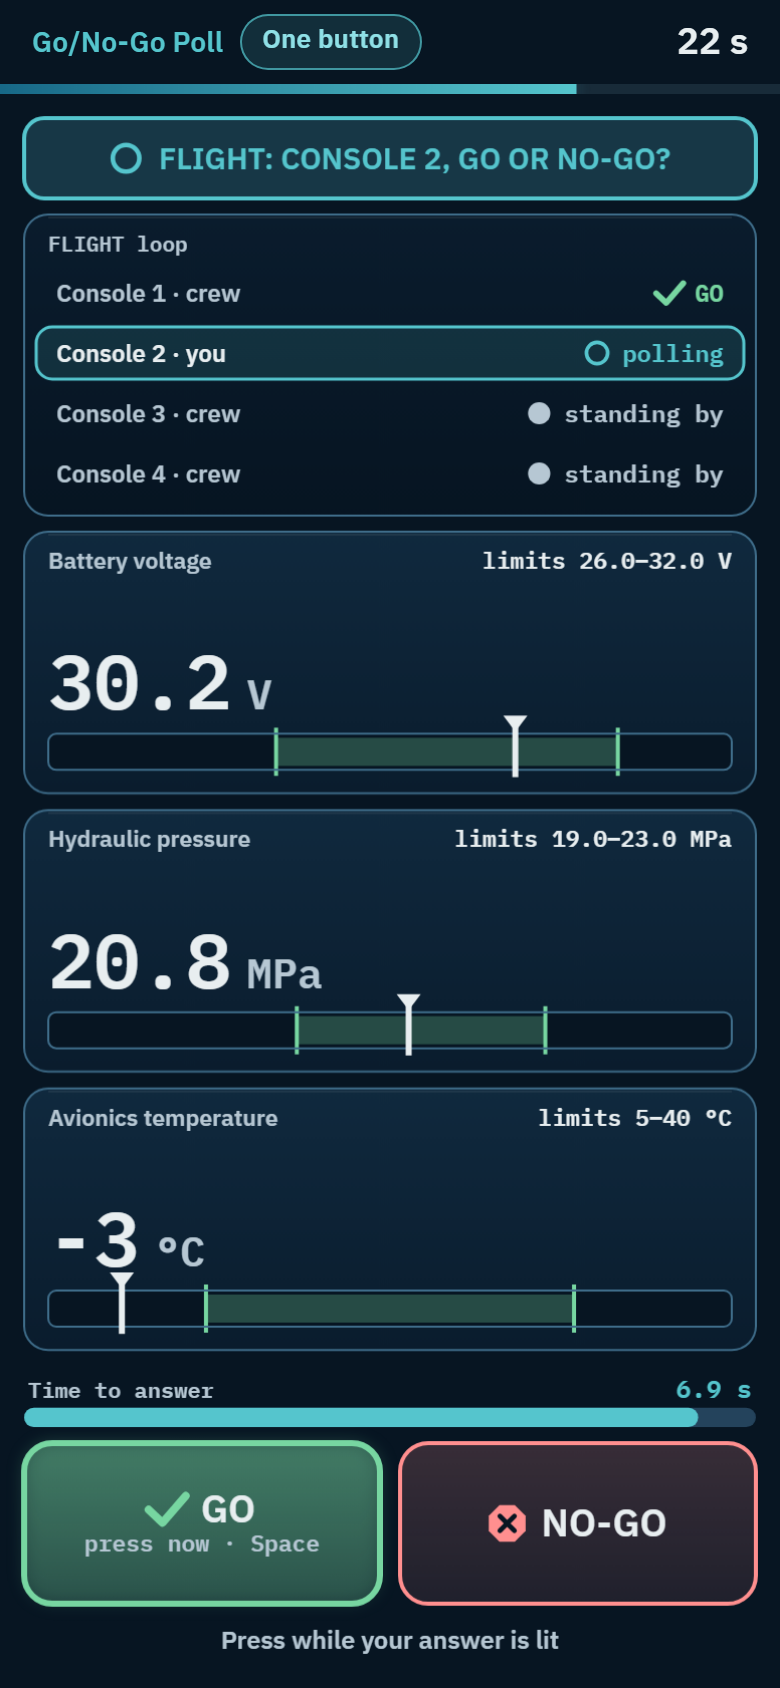 Go/No-Go Poll One button 22 s
FLIGHT: CONSOLE 2, GO OR NO-GO?
FLIGHT loop
Console 1 · crew GO
Console 2 · you polling
Console 3 · crew standing by
Console 4 · crew standing by
Battery voltage limits 26.0–32.0 V
30.2 V
Hydraulic pressure limits 19.0–23.0 MPa
20.8 MPa
Avionics temperature limits 5–40 °C
-3 °C
Time to answer 6.9 s
GO
press now · Space
NO-GO
Press while your answer is lit